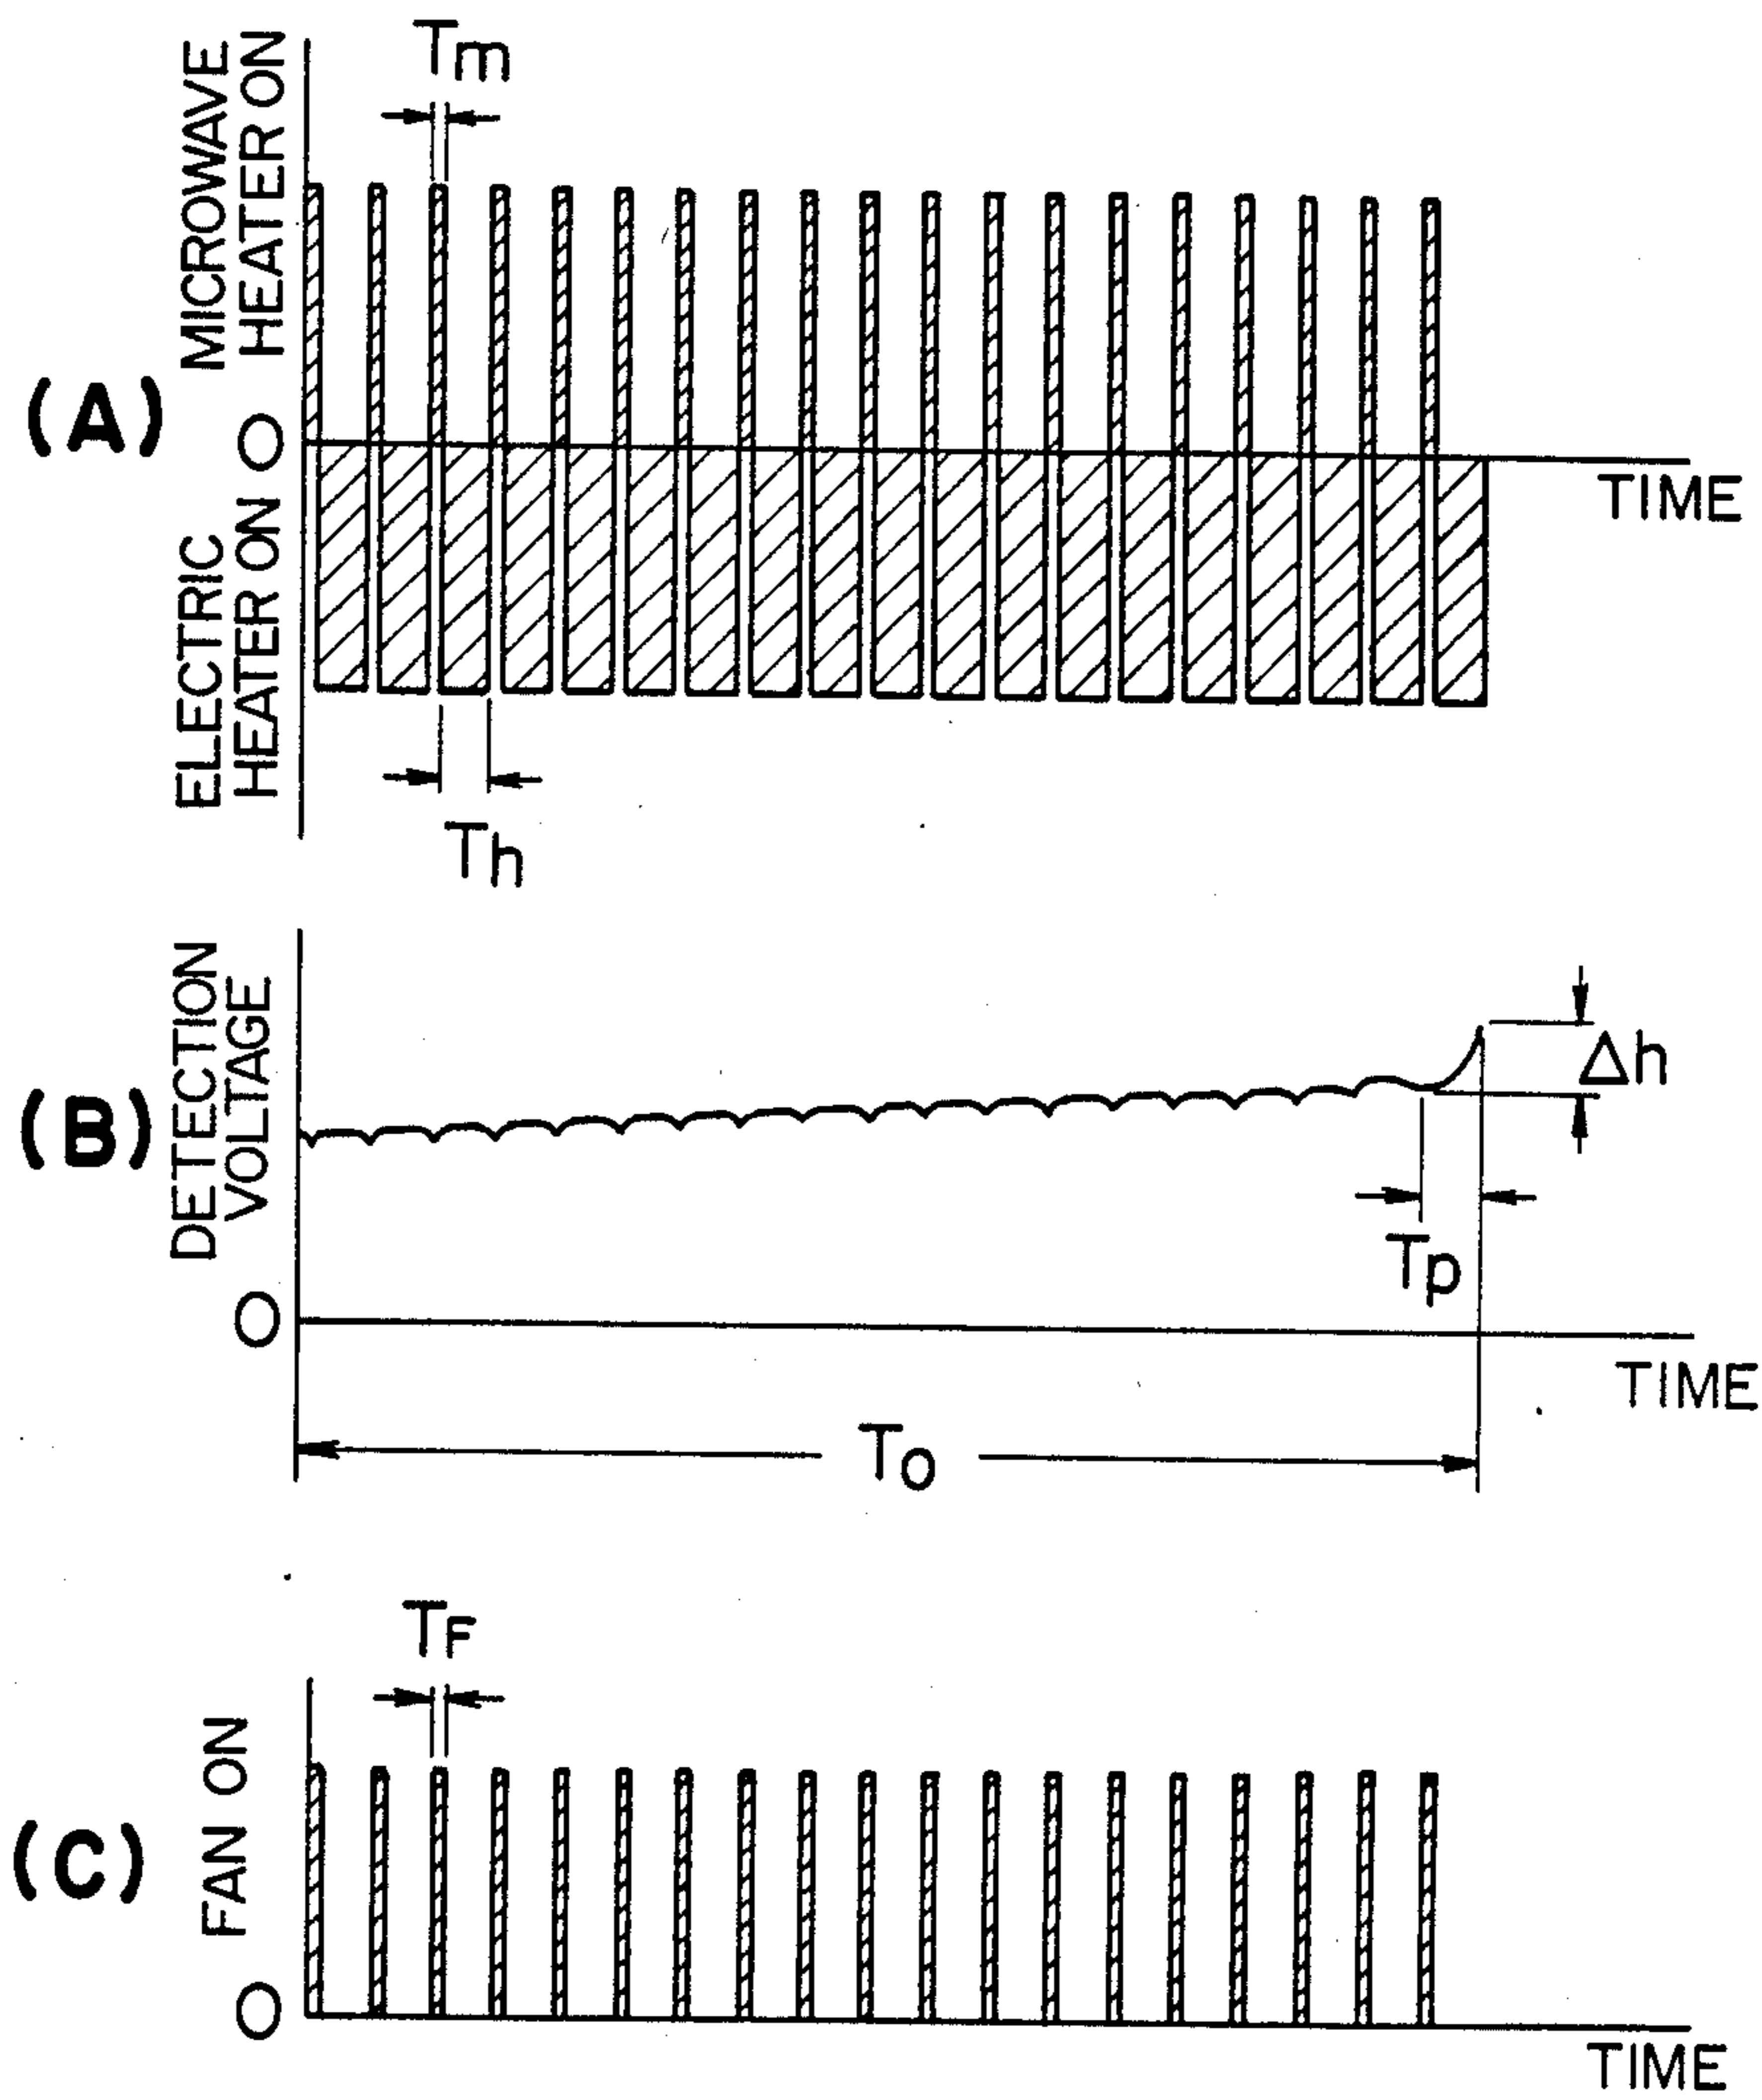 (A)
MICROWAVE
HEATER ON
O
ELECTRIC
HEATER ON
Tm
Th
TIME
(B)
DETECTION
VOLTAGE
O
Δh
Tp
TIME
To
(C)
FAN ON
O
TF
TIME